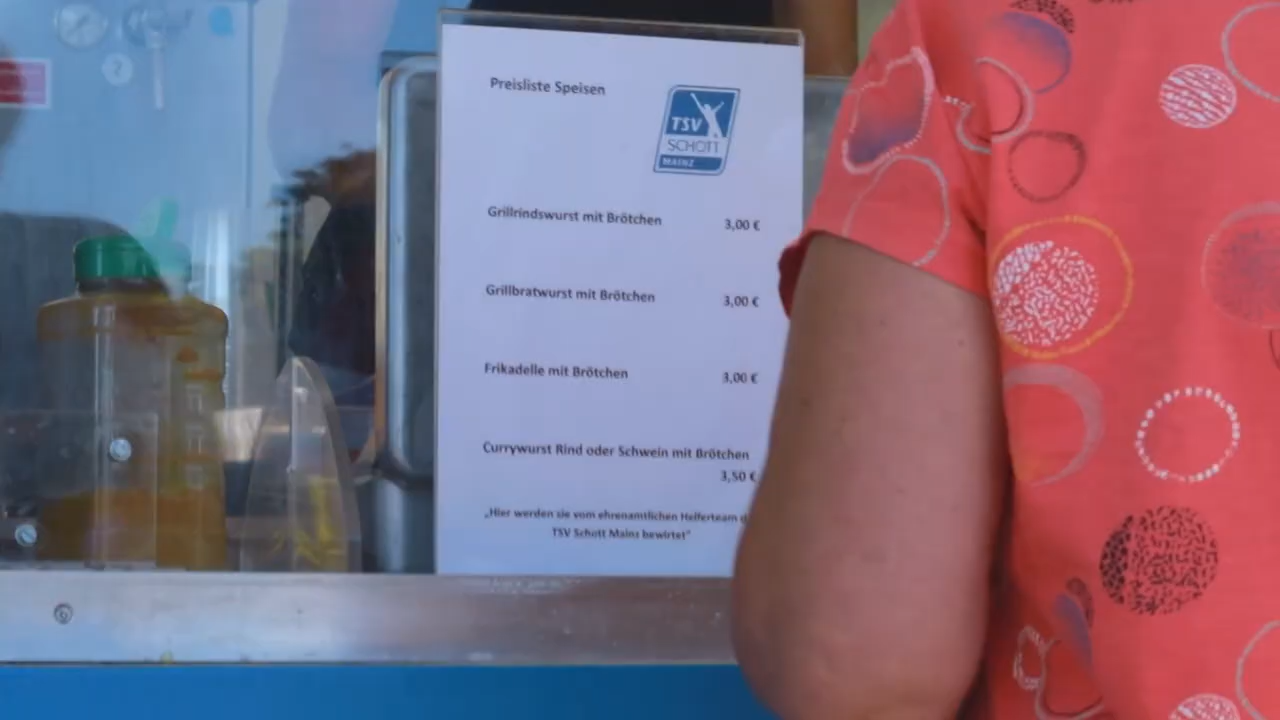 Preisliste Speisen
TSV
SCHOTT
MAINZ
Grillrindswurst mit Brötchen 3,00 €
Grillbratwurst mit Brötchen 3,00 €
Frikadelle mit Brötchen 3,00 €
Currywurst Rind oder Schwein mit Brötchen
3,50 €
„Hier werden sie vom ehrenamtlichen Helferteam
TSV Schott Mainz bewirtet"